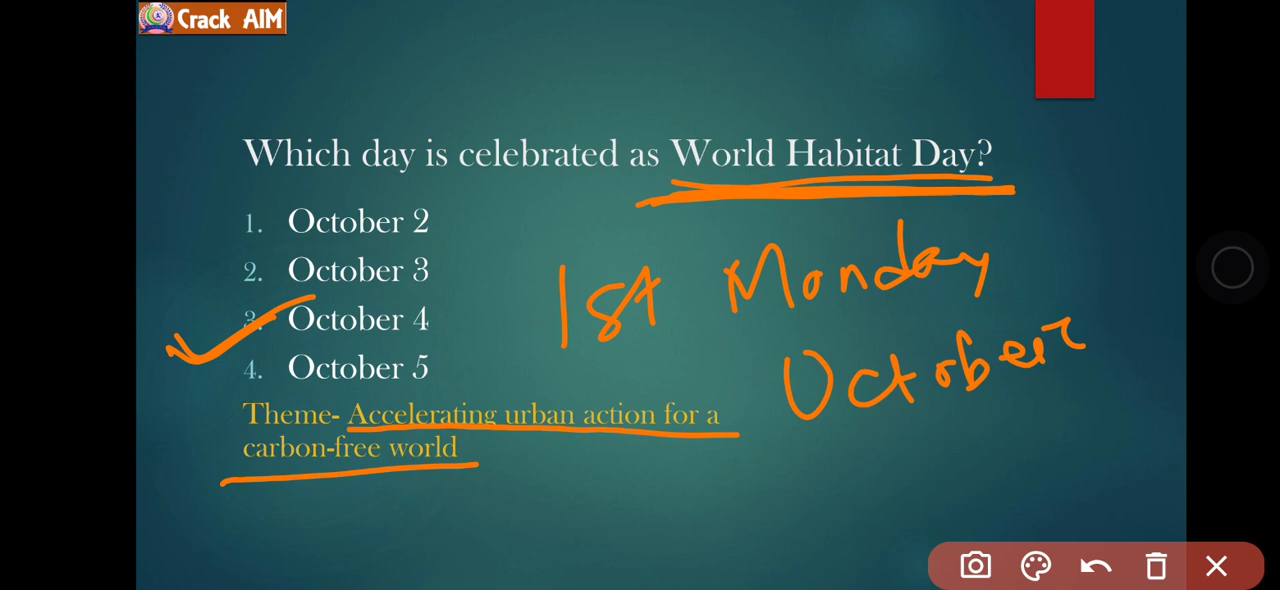 Crack AIM
Which day is celebrated as World Habitat Day?
1. October 2
2. October 3
3. October 4
4. October 5
1st Monday
October
Theme- Accelerating urban action for a
carbon-free world